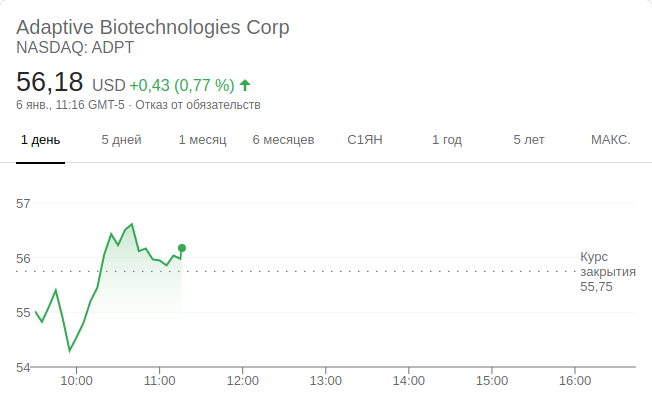 Adaptive Biotechnologies Corp
NASDAQ: ADPT
56,18 USD +0,43 (0,77 %)
6 янв., 11:16 GMT-5 · Отказ от обязательств
1 день 5 дней 1 месяц 6 месяцев С1ЯН 1 год 5 лет МАКС.
57
56
55
54
Курс
закрытия
55,75
10:00 11:00 12:00 13:00 14:00 15:00 16:00